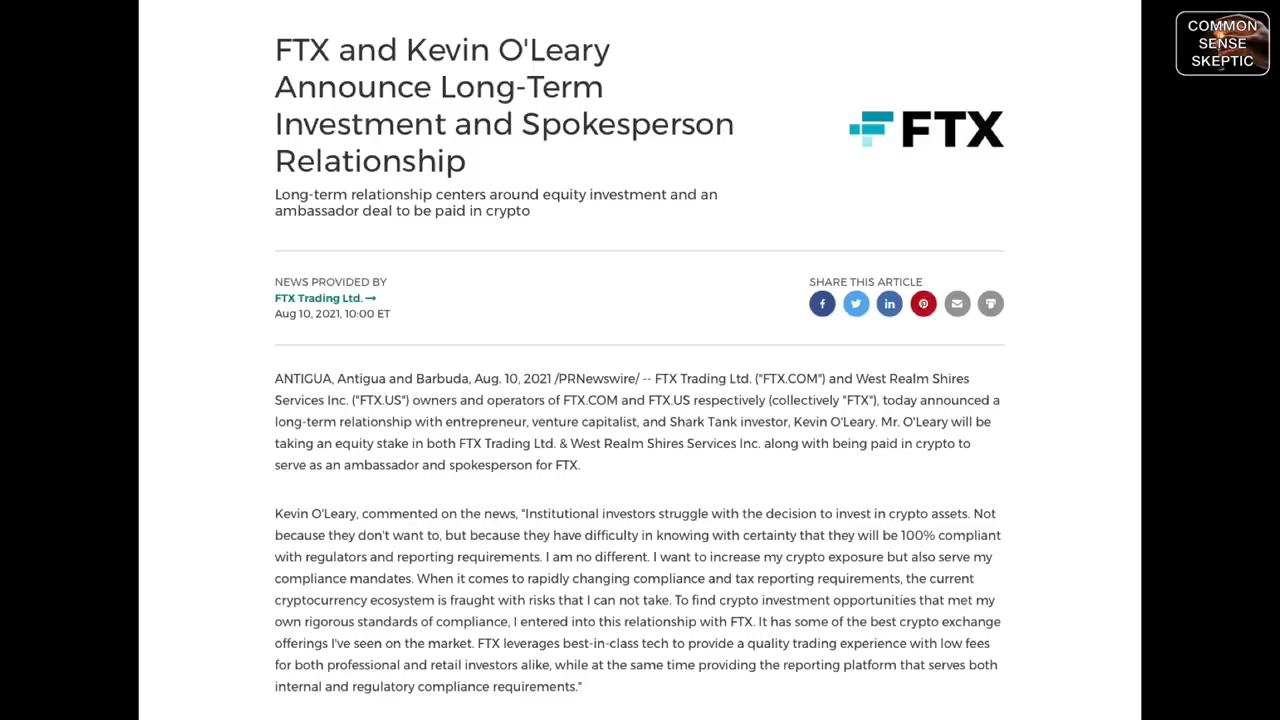 FTX and Kevin O'Leary
Announce Long-Term
Investment and Spokesperson
Relationship
Long-term relationship centers around equity investment and an
ambassador deal to be paid in crypto
FTX
COMMON
SENSE
SKEPTIC
NEWS PROVIDED BY
FTX Trading Ltd. →
Aug 10, 2021, 10:00 ET
SHARE THIS ARTICLE
ANTIGUA, Antigua and Barbuda, Aug. 10, 2021 /PRNewswire/ -- FTX Trading Ltd. ("FTX.COM") and West Realm Shires
Services Inc. ("FTX.US") owners and operators of FTX.COM and FTX.US respectively (collectively "FTX"), today announced a
long-term relationship with entrepreneur, venture capitalist, and Shark Tank investor, Kevin O'Leary. Mr. O'Leary will be
taking an equity stake in both FTX Trading Ltd. & West Realm Shires Services Inc. along with being paid in crypto to
serve as an ambassador and spokesperson for FTX.
Kevin O'Leary, commented on the news, "Institutional investors struggle with the decision to invest in crypto assets. Not
because they don't want to, but because they have difficulty in knowing with certainty that they will be 100% compliant
with regulators and reporting requirements. I am no different. I want to increase my crypto exposure but also serve my
compliance mandates. When it comes to rapidly changing compliance and tax reporting requirements, the current
cryptocurrency ecosystem is fraught with risks that I can not take. To find crypto investment opportunities that met my
own rigorous standards of compliance, I entered into this relationship with FTX. It has some of the best crypto exchange
offerings I've seen on the market. FTX leverages best-in-class tech to provide a quality trading experience with low fees
for both professional and retail investors alike, while at the same time providing the reporting platform that serves both
internal and regulatory compliance requirements."